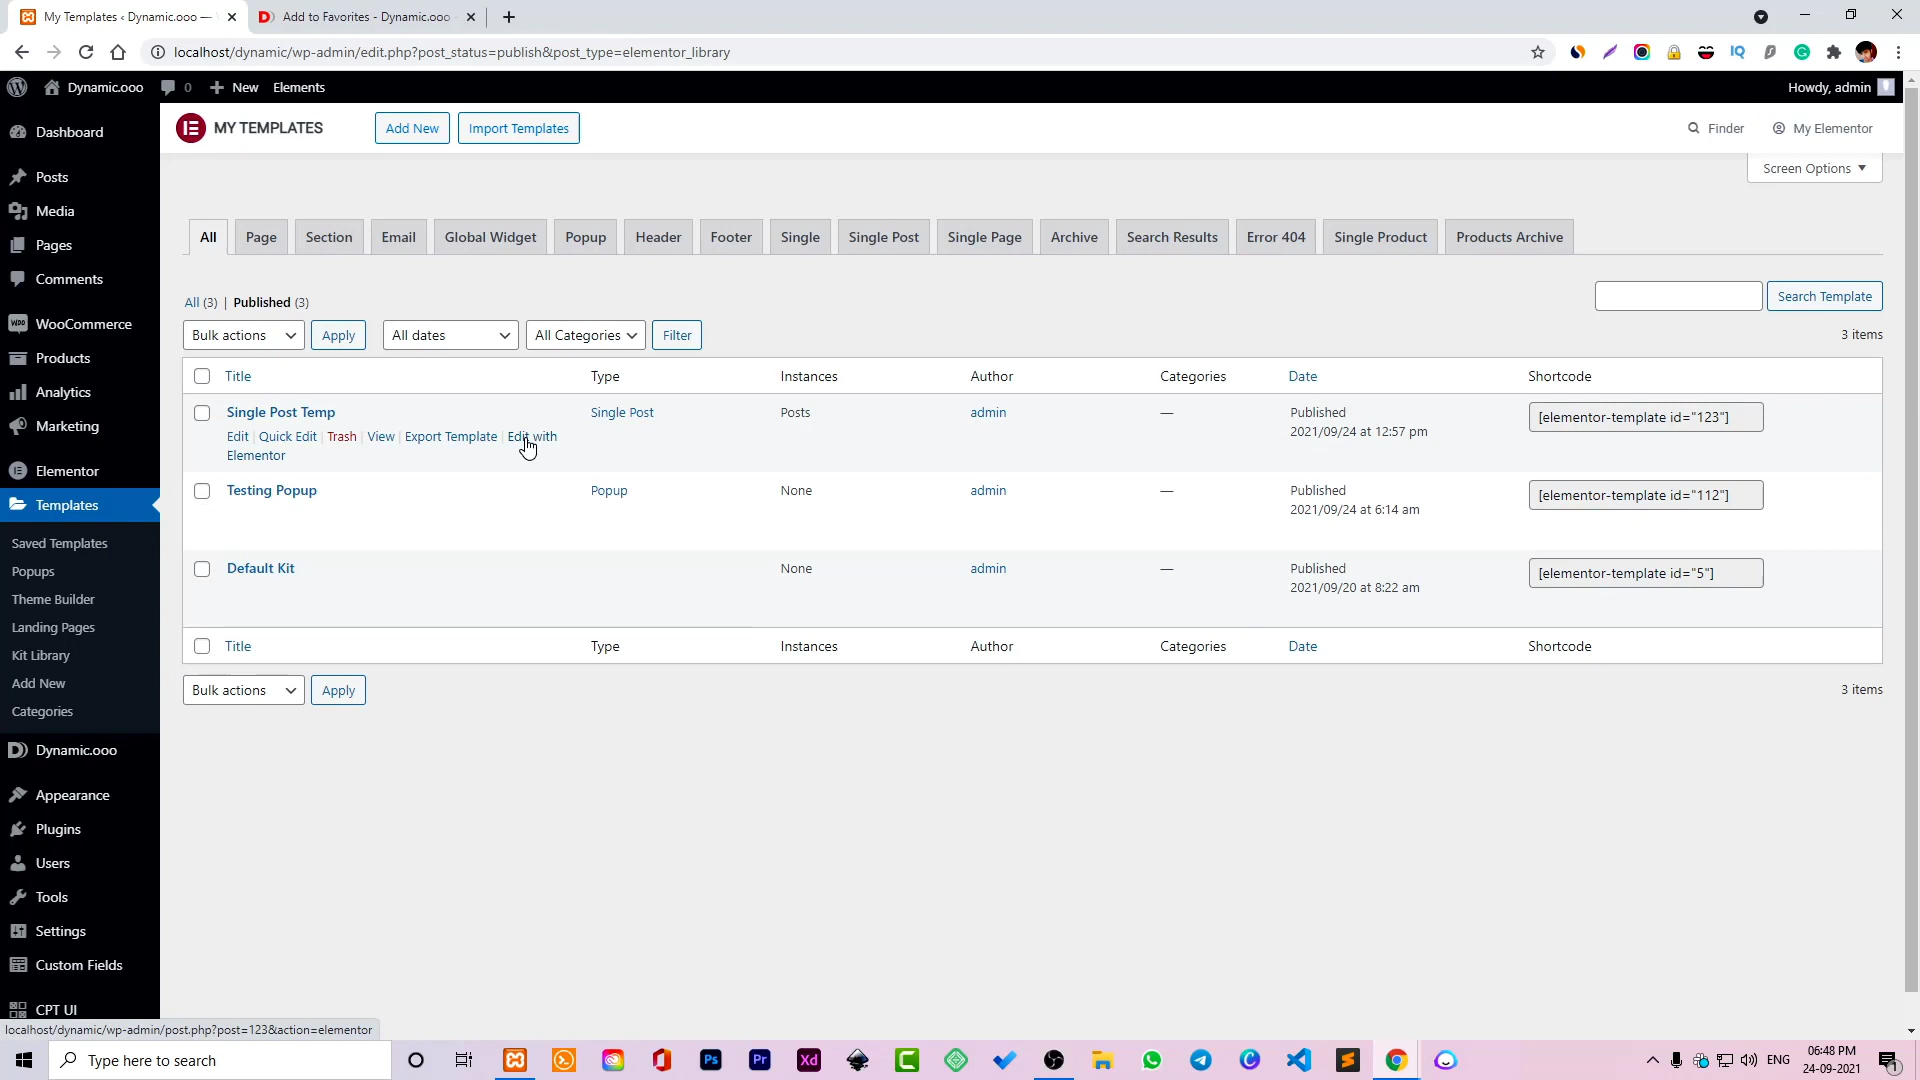 My Templates ‹ Dynamic.ooo —
Add to Favorites - Dynamic.ooo
localhost/dynamic/wp-admin/edit.php?post_status=publish&post_type=elementor_library
Dynamic.ooo 0 New Elements
Howdy, admin
Dashboard
Posts
Media
Pages
Comments
WooCommerce
Products
Analytics
Marketing
Elementor
Templates
Saved Templates
Popups
Theme Builder
Landing Pages
Kit Library
Add New
Categories
Dynamic.ooo
Appearance
Plugins
Users
Tools
Settings
Custom Fields
CPT UI
MY TEMPLATES Add New Import Templates
Finder My Elementor
Screen Options
All Page Section Email Global Widget Popup Header Footer Single Single Post Single Page Archive Search Results Error 404 Single Product Products Archive
All (3) | Published (3)
Search Template
Bulk actions Apply All dates All Categories Filter
3 items
Title Type Instances Author Categories Date Shortcode
Single Post Temp Single Post Posts admin — Published [elementor-template id="123"]
2021/09/24 at 12:57 pm
Edit | Quick Edit | Trash | View | Export Template | Edit with
Elementor
Testing Popup Popup None admin — Published [elementor-template id="112"]
2021/09/24 at 6:14 am
Default Kit None admin — Published [elementor-template id="5"]
2021/09/20 at 8:22 am
Title Type Instances Author Categories Date Shortcode
Bulk actions Apply
3 items
localhost/dynamic/wp-admin/post.php?post=123&action=elementor
Type here to search
Ps Pr Xd
ENG
06:48 PM
24-09-2021
1